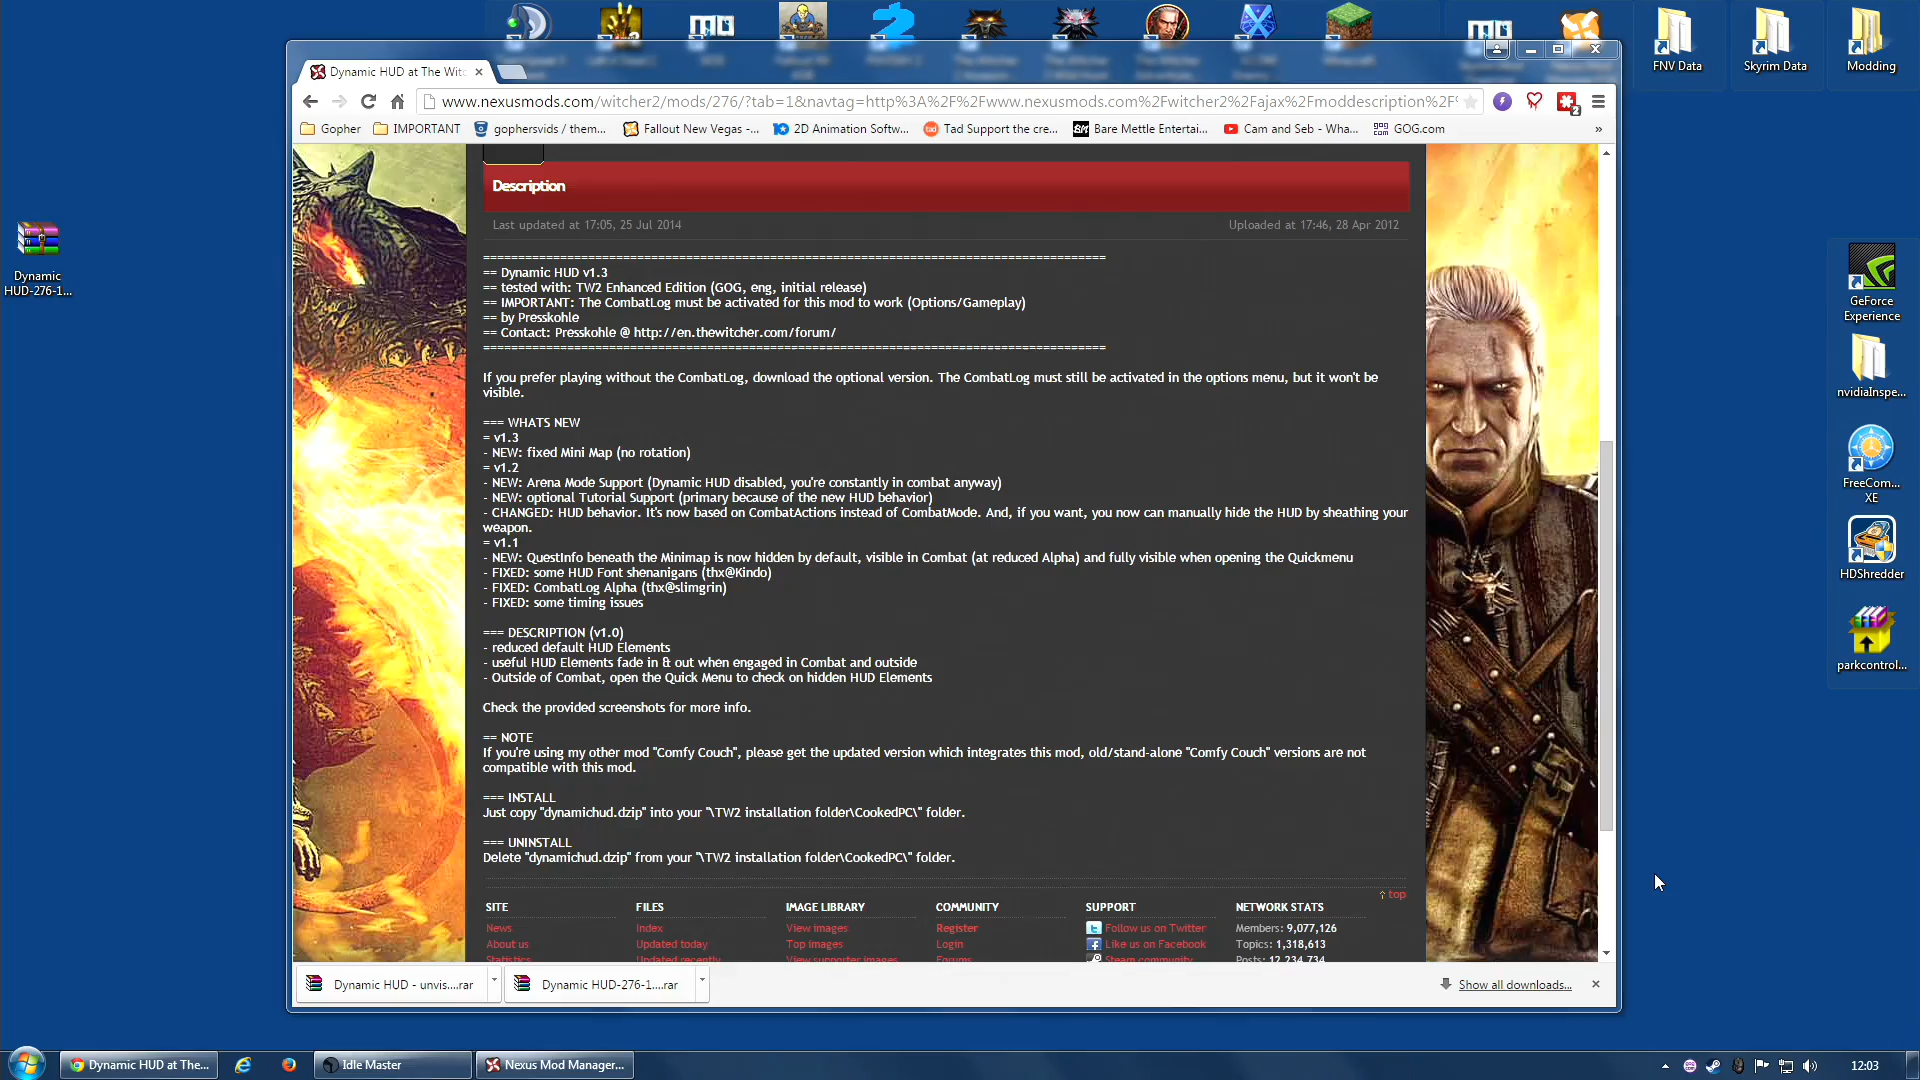 FNV Data
Skyrim Data
Modding
Dynamic HUD at The Witc
www.nexusmods.com/witcher2/mods/276/?tab=1&navtag=http%3A%2F%2Fwww.nexusmods.com%2Fwitcher2%2Fajax%2Fmoddescription%2F%
2
Gopher
IMPORTANT
gophersvids / them...
Fallout New Vegas -...
2D Animation Softw...
Tad Support the cre...
Bare Mettle Entertai...
Cam and Seb - Wha...
GOG.com
»
Description
Last updated at 17:05, 25 Jul 2014
Uploaded at 17:46, 28 Apr 2012
== Dynamic HUD v1.3
== tested with: TW2 Enhanced Edition (GOG, eng, initial release)
== IMPORTANT: The CombatLog must be activated for this mod to work (Options/Gameplay)
== by Presskohle
== Contact: Presskohle @ http://en.thewitcher.com/forum/
If you prefer playing without the CombatLog, download the optional version. The CombatLog must still be activated in the options menu, but it won't be
visible.
=== WHATS NEW
= v1.3
- NEW: fixed Mini Map (no rotation)
= v1.2
- NEW: Arena Mode Support (Dynamic HUD disabled, you're constantly in combat anyway)
- NEW: optional Tutorial Support (primary because of the new HUD behavior)
- CHANGED: HUD behavior. It's now based on CombatActions instead of CombatMode. And, if you want, you now can manually hide the HUD by sheathing your
weapon.
= v1.1
- NEW: QuestInfo beneath the Minimap is now hidden by default, visible in Combat (at reduced Alpha) and fully visible when opening the Quickmenu
- FIXED: some HUD Font shenanigans (thx@Kindo)
- FIXED: CombatLog Alpha (thx@slimgrin)
- FIXED: some timing issues
=== DESCRIPTION (v1.0)
- reduced default HUD Elements
- useful HUD Elements fade in & out when engaged in Combat and outside
- Outside of Combat, open the Quick Menu to check on hidden HUD Elements
Check the provided screenshots for more info.
== NOTE
If you're using my other mod "Comfy Couch", please get the updated version which integrates this mod, old/stand-alone "Comfy Couch" versions are not
compatible with this mod.
=== INSTALL
Just copy "dynamichud.dzip" into your "\TW2 installation folder\CookedPC\" folder.
=== UNINSTALL
Delete "dynamichud.dzip" from your "\TW2 installation folder\CookedPC\" folder.
top
SITE
News
About us
Statistics
FILES
Index
Updated today
Updated recently
IMAGE LIBRARY
View images
Top images
View supporter images
COMMUNITY
Register
Login
Forums
SUPPORT
Follow us on Twitter
Like us on Facebook
Steam community
NETWORK STATS
Members: 9,077,126
Topics: 1,318,613
Posts: 12,234,734
Dynamic HUD - unvis....rar
Dynamic HUD-276-1....rar
Show all downloads...
Dynamic
HUD-276-1...
GeForce
Experience
nvidiaInspe...
FreeCom...
XE
HDShredder
parkcontrol...
Dynamic HUD at The...
Idle Master
Nexus Mod Manager...
12:03